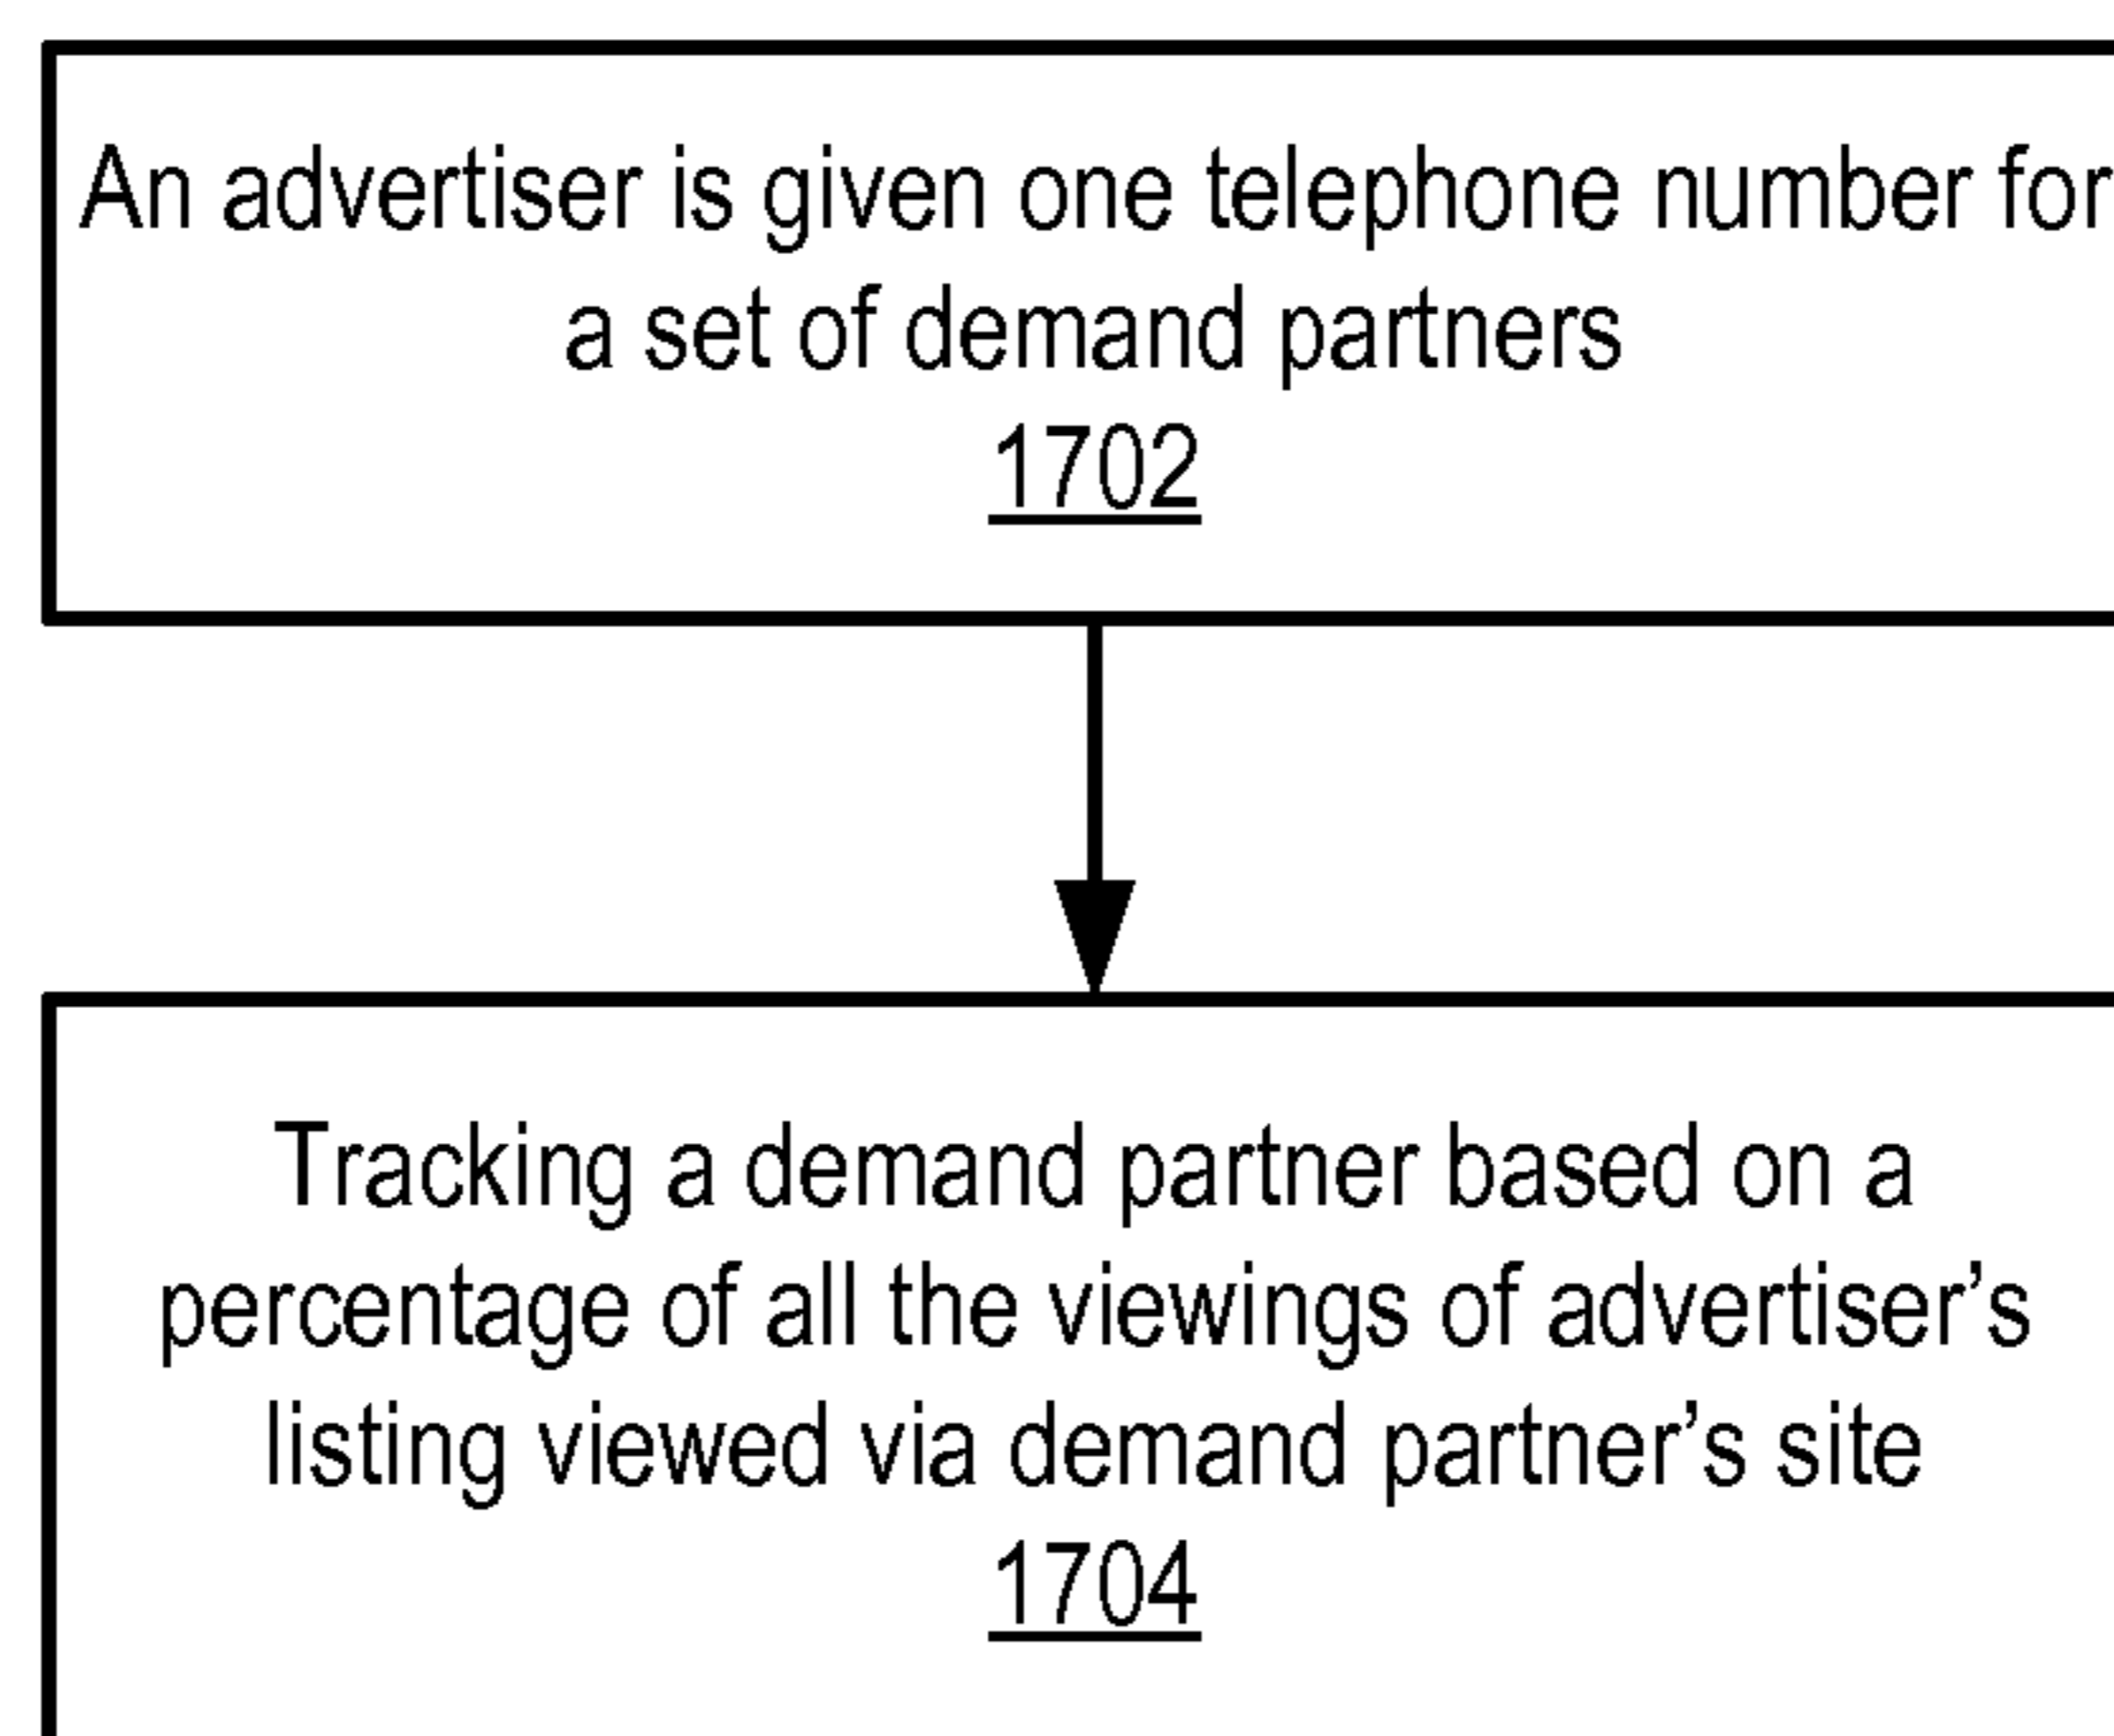 An advertiser is given one telephone number for
a set of demand partners
1702
Tracking a demand partner based on a
percentage of all the viewings of advertiser’s
listing viewed via demand partner’s site
1704